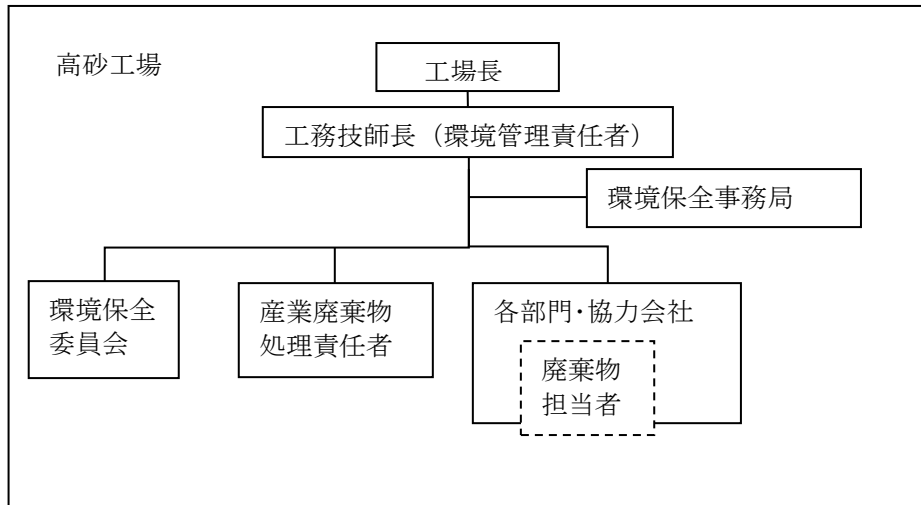 高砂工場
工場長
工務技師長（環境管理責任者）
環境保全事務局
環境保全
委員会
産業廃棄物
処理責任者
各部門･協力会社
廃棄物
担当者